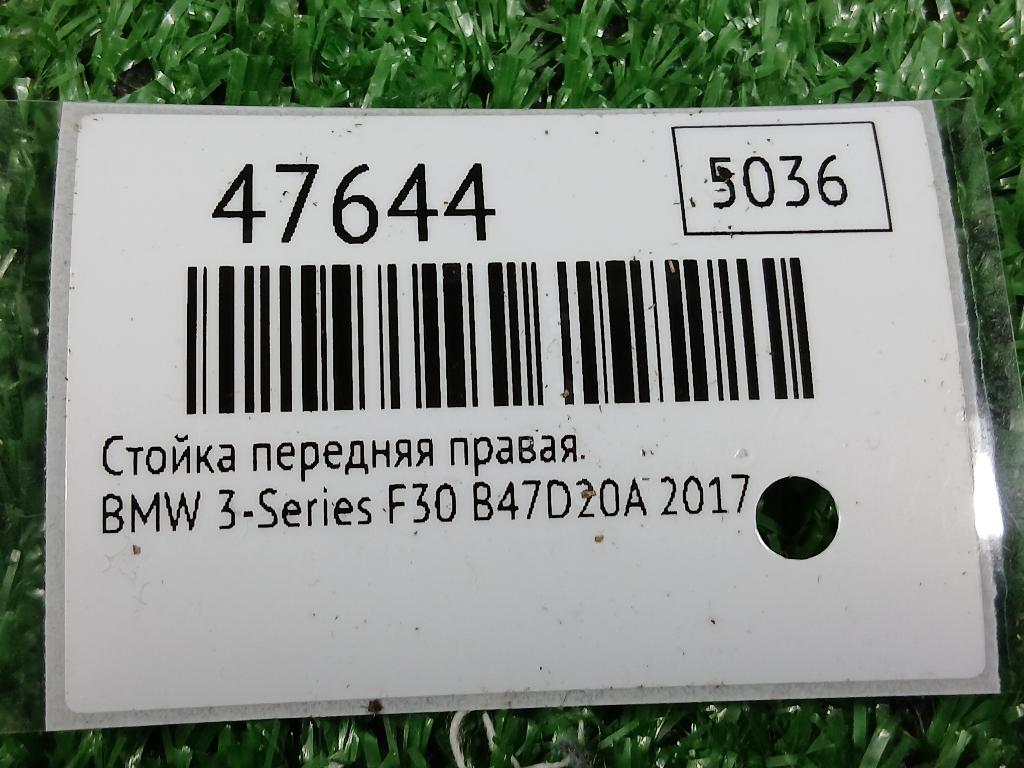 47644
5036
Стойка передняя правая.
BMW 3-Series F30 B47D20A 2017